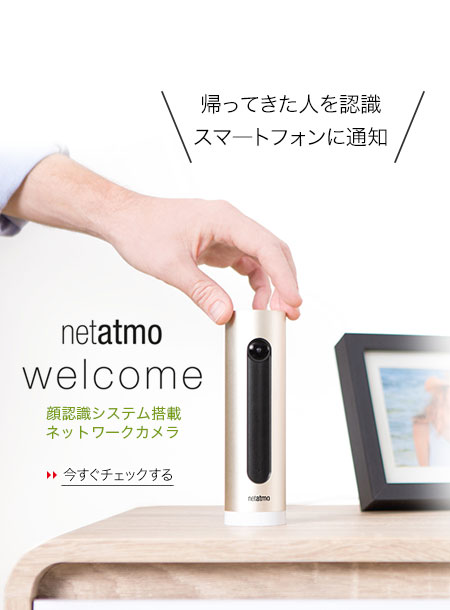 帰ってきた人を認識
スマートフォンに通知
netatmo
welcome
顔認識システム搭載
ネットワークカメラ
今すぐチェックする
netatmo